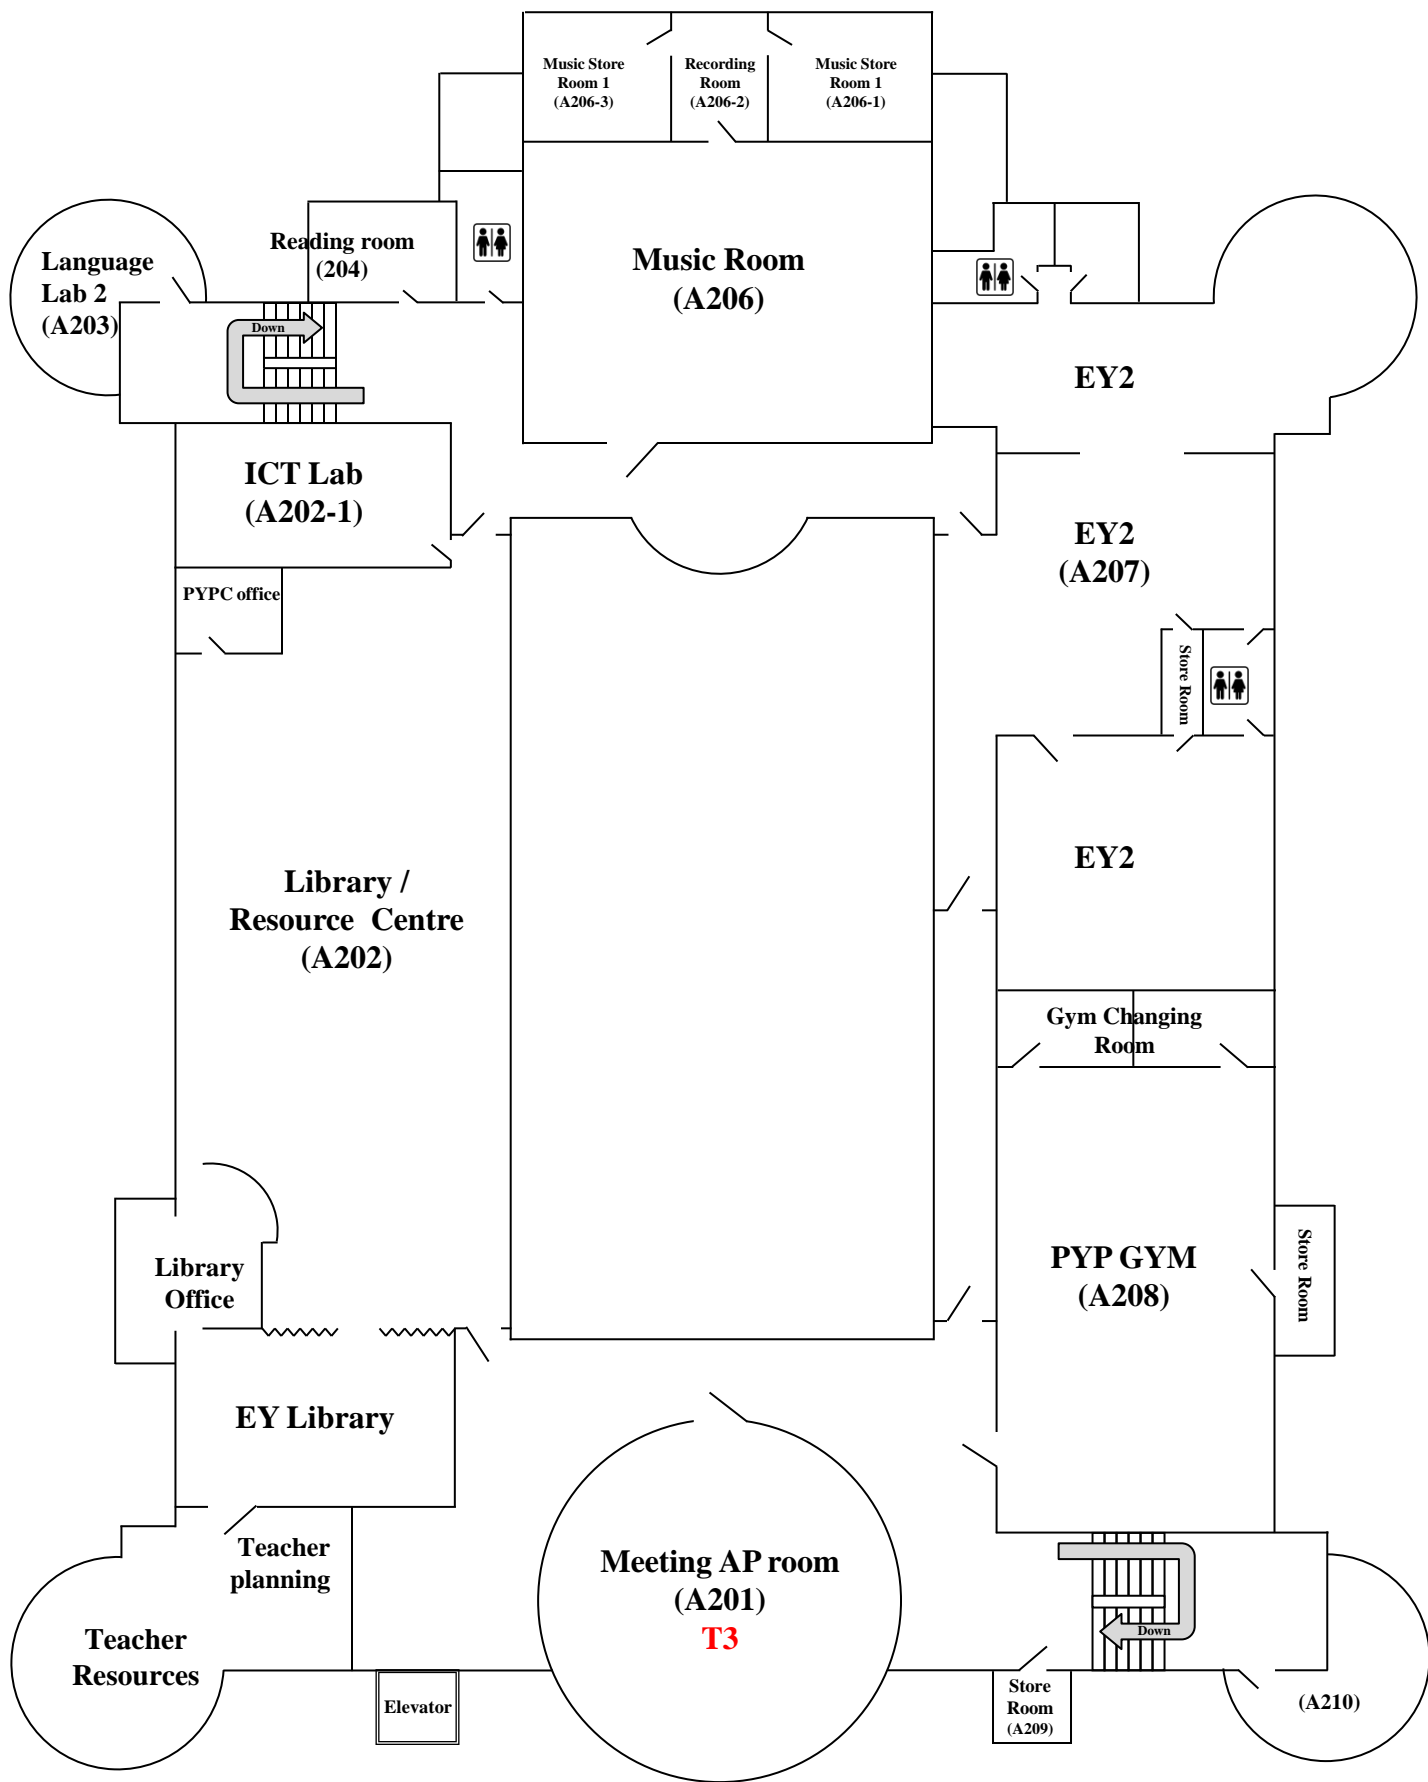 Music Store
Room 1
(A206-3)
Recording
Room
(A206-2)
Music Store
Room 1
(A206-1)
Language
Lab 2
(A203)
Reading room
(204)
Music Room
(A206)
Down
EY2
ICT Lab
(A202-1)
EY2
(A207)
PYPC office
Store Room
Library /
Resource Centre
(A202)
EY2
Gym Changing
Room
Library
Office
PYP GYM
(A208)
Store Room
EY Library
Teacher
planning
Meeting AP room
(A201)
T3
Down
Teacher
Resources
Elevator
Store
Room
(A209)
(A210)